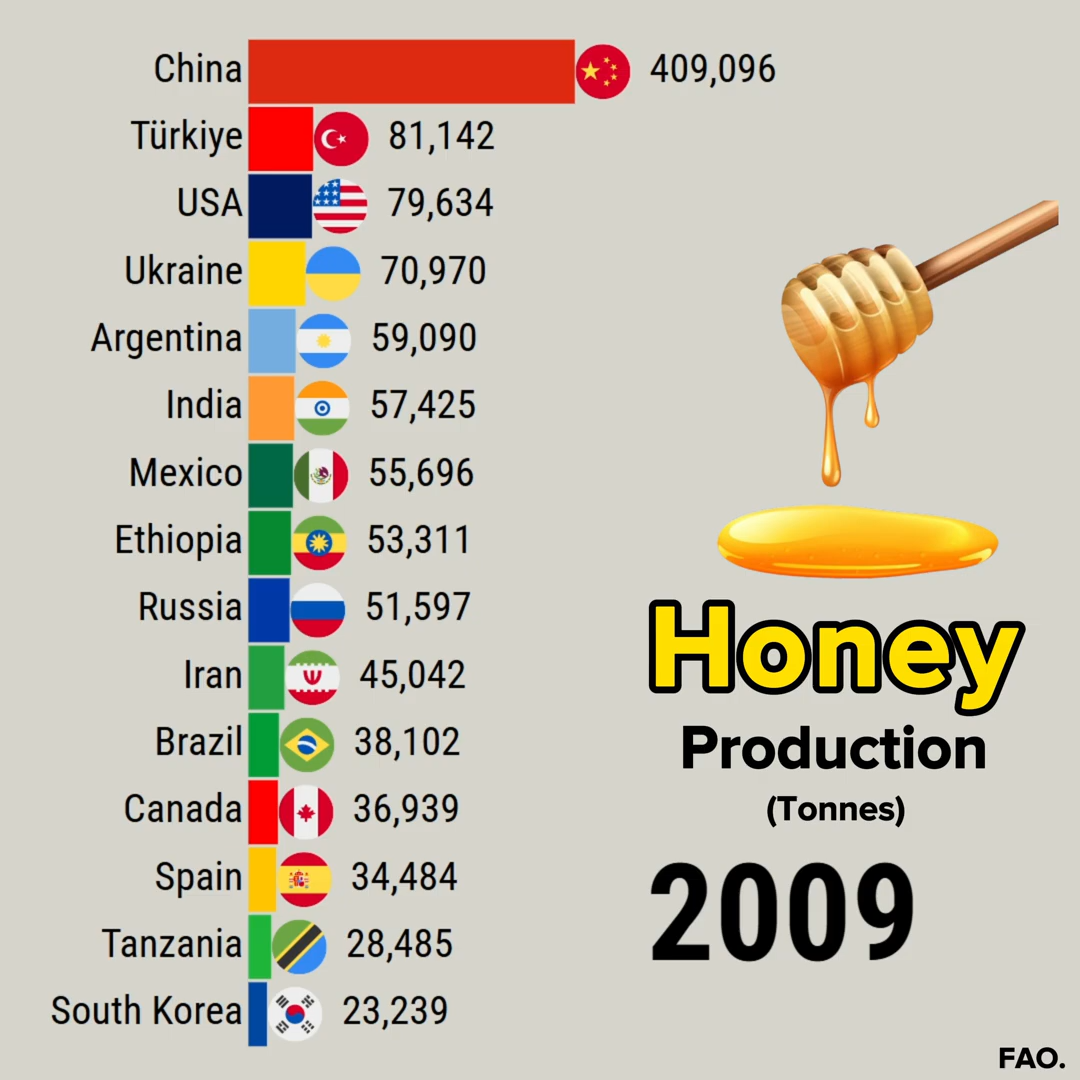 China 409,096
Türkiye 81,142
USA 79,634
Ukraine 70,970
Argentina 59,090
India 57,425
Mexico 55,696
Ethiopia 53,311
Russia 51,597
Iran 45,042
Brazil 38,102
Canada 36,939
Spain 34,484
Tanzania 28,485
South Korea 23,239
Honey
Production
(Tonnes)
2009
FAO.